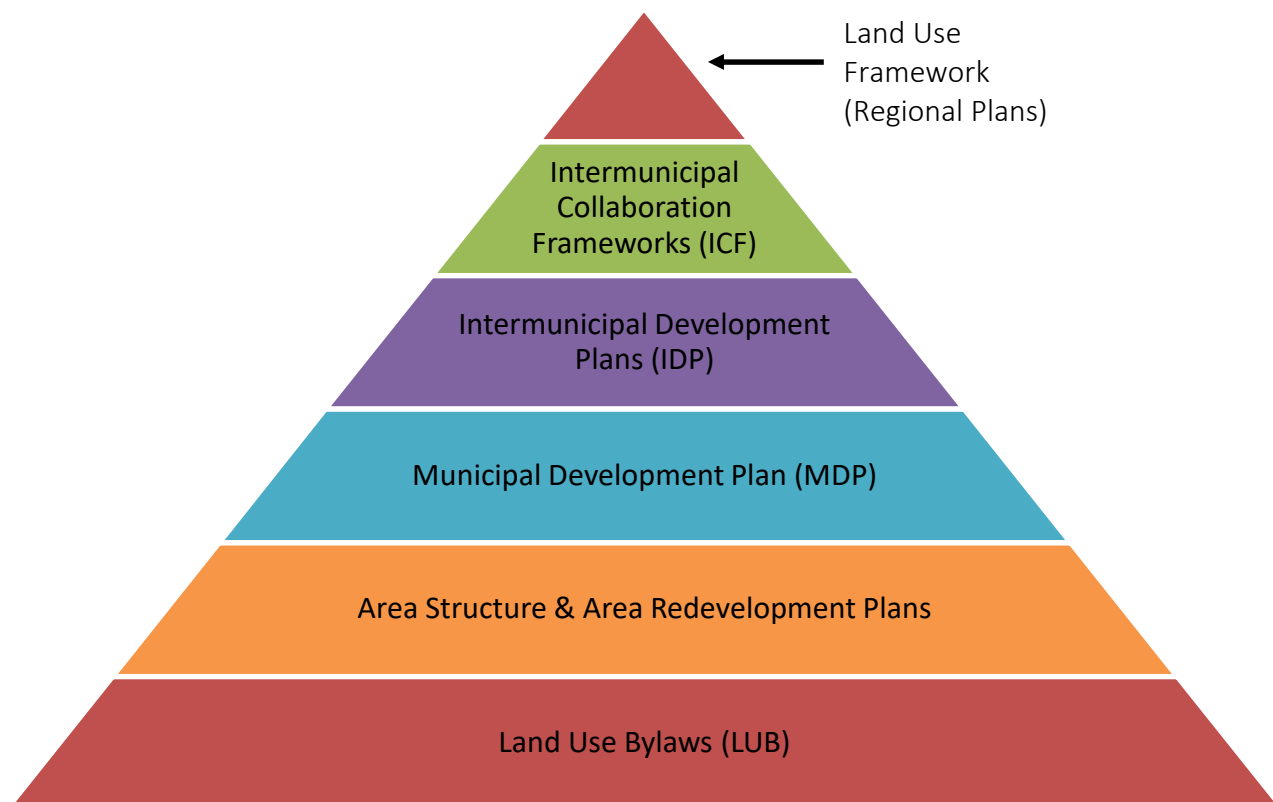 Land Use
Framework
(Regional Plans)
Intermunicipal
Collaboration
Frameworks (ICF)
Intermunicipal Development
Plans (IDP)
Municipal Development Plan (MDP)
Area Structure & Area Redevelopment Plans
Land Use Bylaws (LUB)